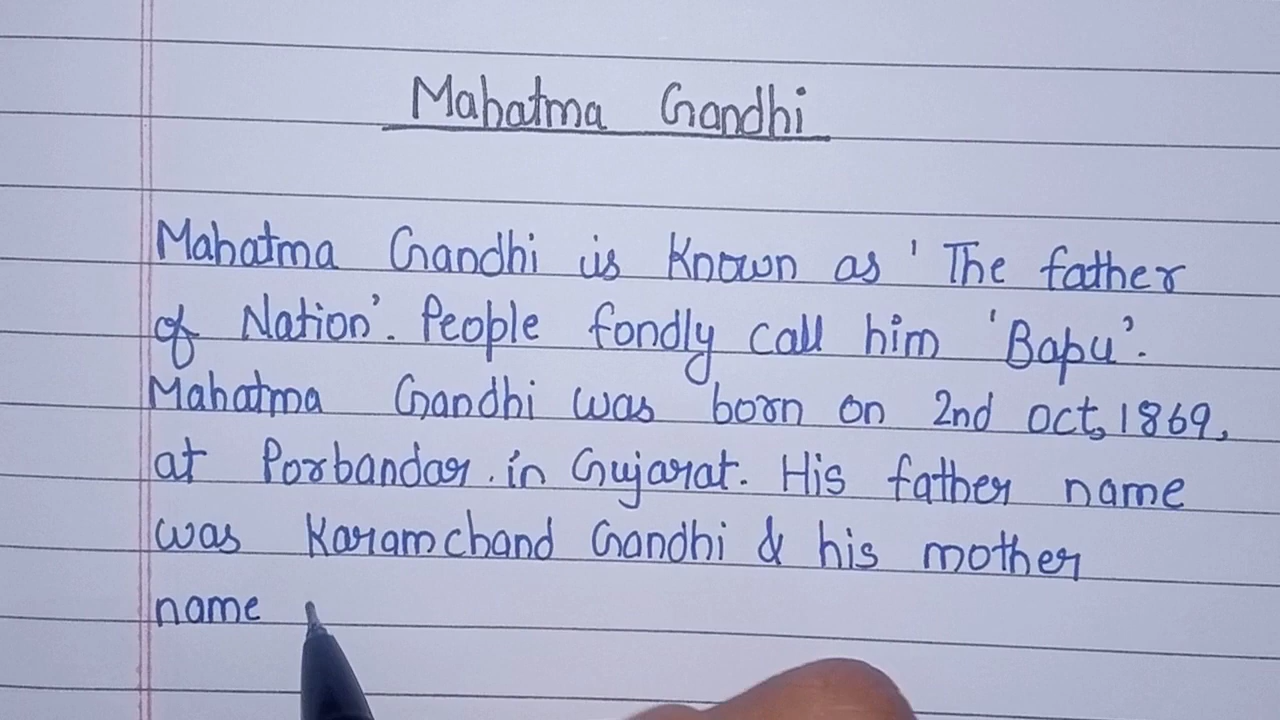 Mahatma Gandhi
Mahatma Gandhi is Known as ' The father
of Nation'. People fondly call him 'Bapu'.
Mahatma Gandhi was born on 2nd Oct, 1869,
at Porbandar. in Gujarat. His father name
was Karamchand Gandhi & his mother
name